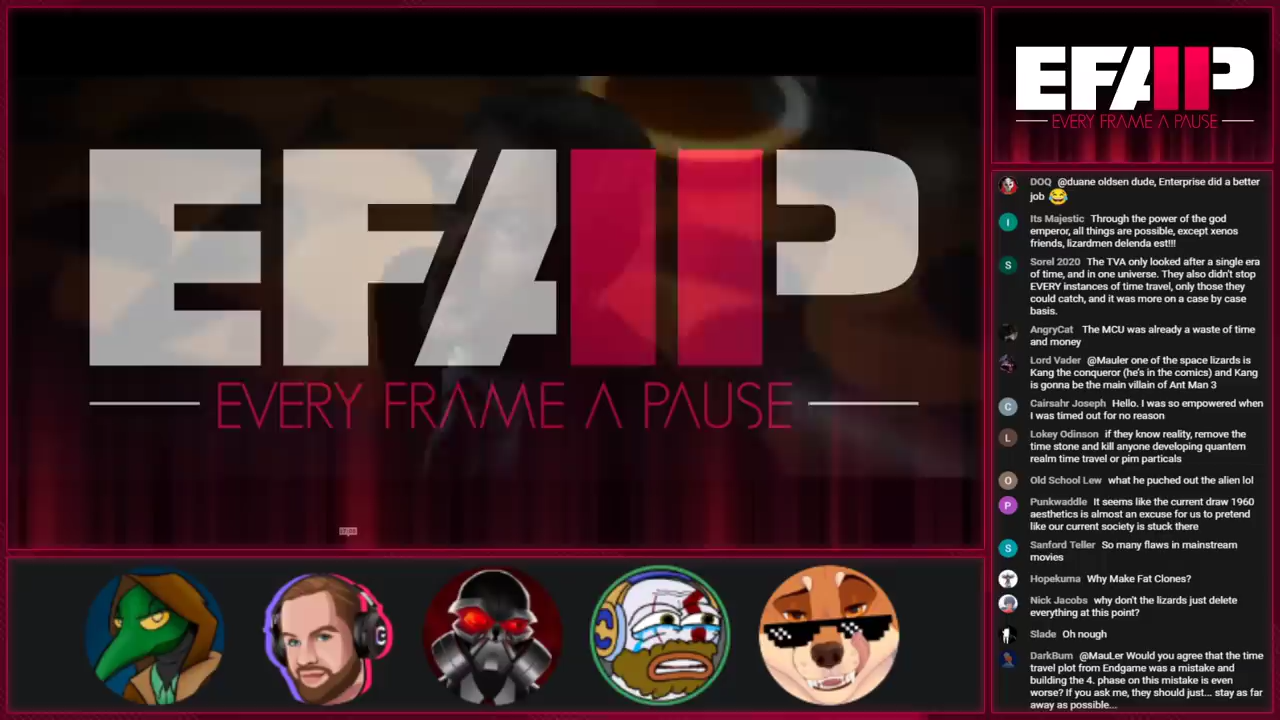 EFAP
EVERY FRAME A PAUSE
EFAP
EVERY FRAME A PAUSE
DOQ @duane oldsen dude, Enterprise did a better
job 😂
I
Its Majestic Through the power of the god
emperor, all things are possible, except xenos
friends, lizardmen delenda est!!!
S
Sorel 2020 The TVA only looked after a single era
of time, and in one universe. They also didn't stop
EVERY instances of time travel, only those they
could catch, and it was more on a case by case
basis.
AngryCat The MCU was already a waste of time
and money
Lord Vader @Mauler one of the space lizards is
Kang the conqueror (he's in the comics) and Kang
is gonna be the main villain of Ant Man 3
C
Cairsahr Joseph Hello. I was so empowered when
I was timed out for no reason
L
Lokey Odinson if they know reality, remove the
time stone and kill anyone developing quantem
realm time travel or pim particals
O
Old School Lew what he puched out the alien lol
P
Punkwaddle It seems like the current draw 1960
aesthetics is almost an excuse for us to pretend
like our current society is stuck there
S
Sanford Teller So many flaws in mainstream
movies
Hopekuma Why Make Fat Clones?
Nick Jacobs why don't the lizards just delete
everything at this point?
Slade Oh nough
DarkBum @MauLer Would you agree that the time
travel plot from Endgame was a mistake and
building the 4. phase on this mistake is even
worse? If you ask me, they should just... stay as far
away as possible...